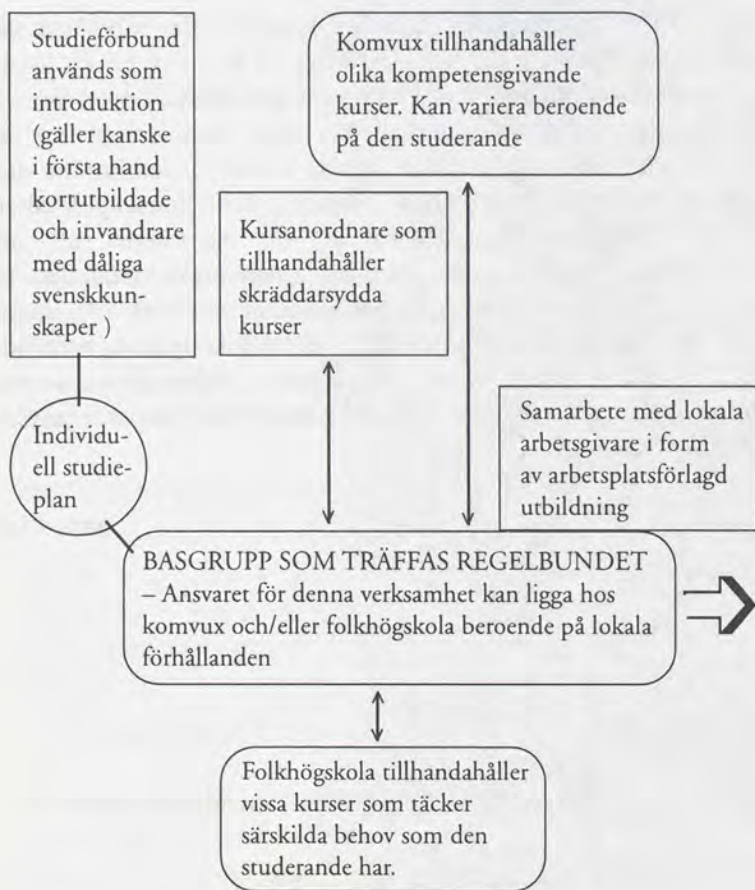 Studieförbund
används som
introduktion
(gäller kanske
i första hand
kortutbildade
och invandrare
med dåliga
svenskkun-
skaper )
Komvux tillhandahåller
olika kompetensgivande
kurser. Kan variera beroende
på den studerande
Kursanordnare som
tillhandahåller
skräddarsydda
kurser
Samarbete med lokala
arbetsgivare i form
av arbetsplatsförlagd
utbildning
Individu-
ell studie-
plan
BASGRUPP SOM TRÄFFAS REGELBUNDET
– Ansvaret för denna verksamhet kan ligga hos
komvux och/eller folkhögskola beroende på lokala
förhållanden
Folkhögskola tillhandahåller
vissa kurser som täcker
särskilda behov som den
studerande har.